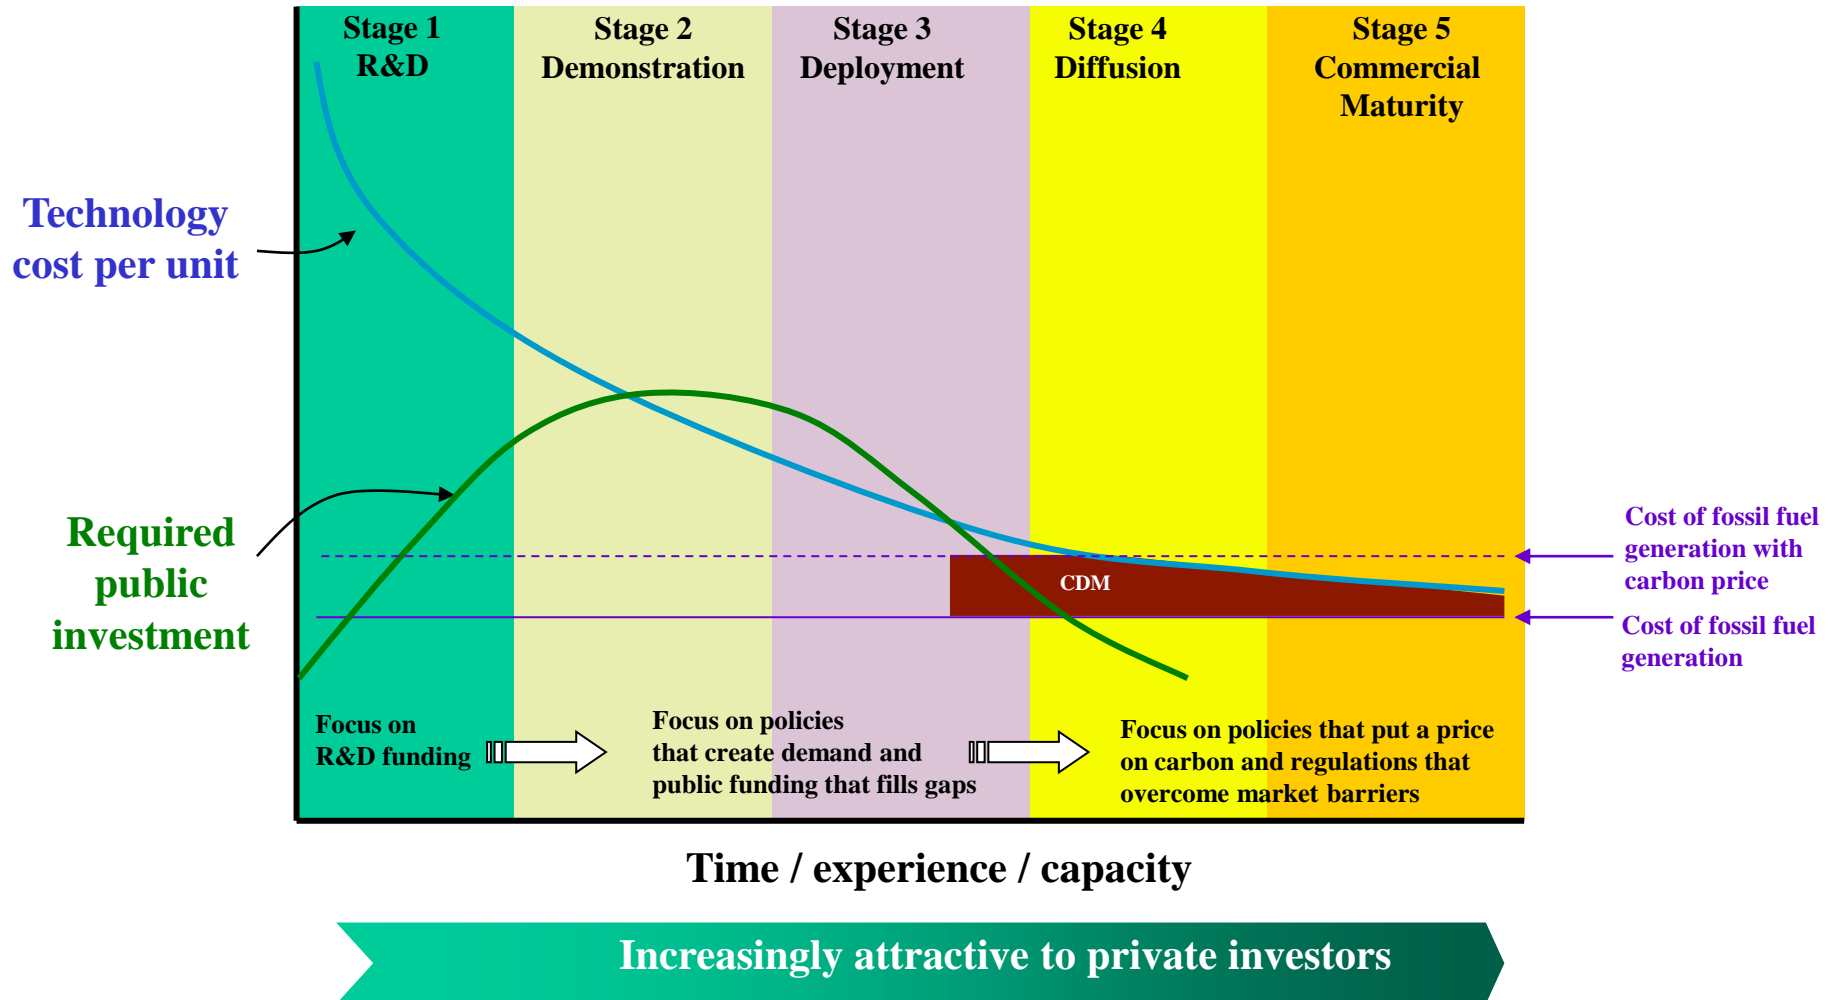 Stage 1
R&D
Stage 2
Demonstration
Stage 3
Deployment
Stage 4
Diffusion
Stage 5
Commercial
Maturity
Technology
cost per unit
Required
public
investment
Cost of fossil fuel
generation with
carbon price
CDM
Cost of fossil fuel
generation
Focus on
R&D funding
Focus on policies
that create demand and
public funding that fills gaps
Focus on policies that put a price
on carbon and regulations that
overcome market barriers
Time / experience / capacity
Increasingly attractive to private investors